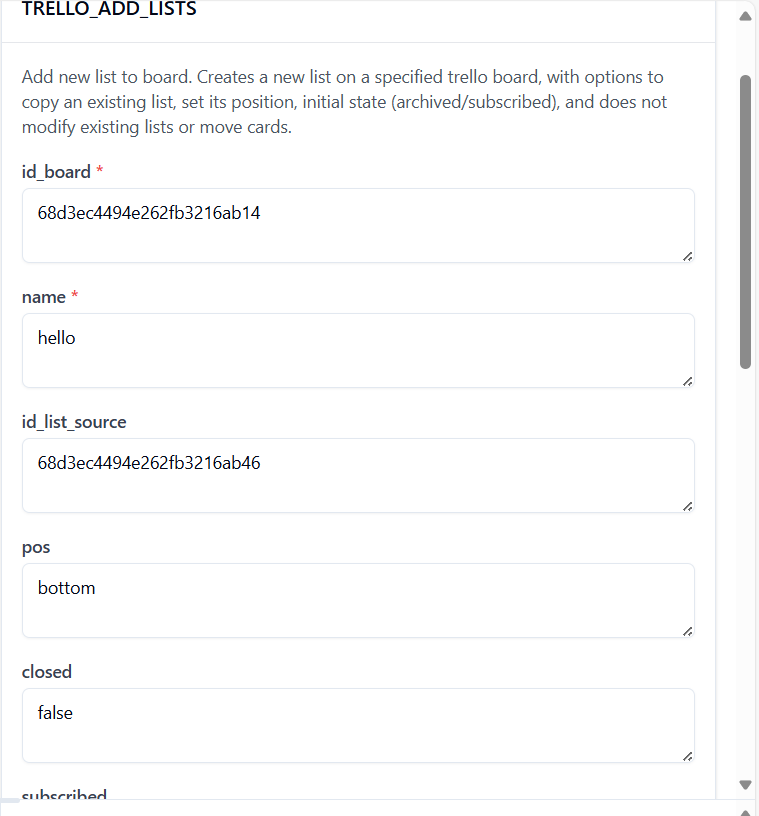 TRELLO_ADD_LISTS
Add new list to board. Creates a new list on a specified trello board, with options to
copy an existing list, set its position, initial state (archived/subscribed), and does not
modify existing lists or move cards.
id_board *
68d3ec4494e262fb3216ab14
name *
hello
id_list_source
68d3ec4494e262fb3216ab46
pos
bottom
closed
false
subscribed